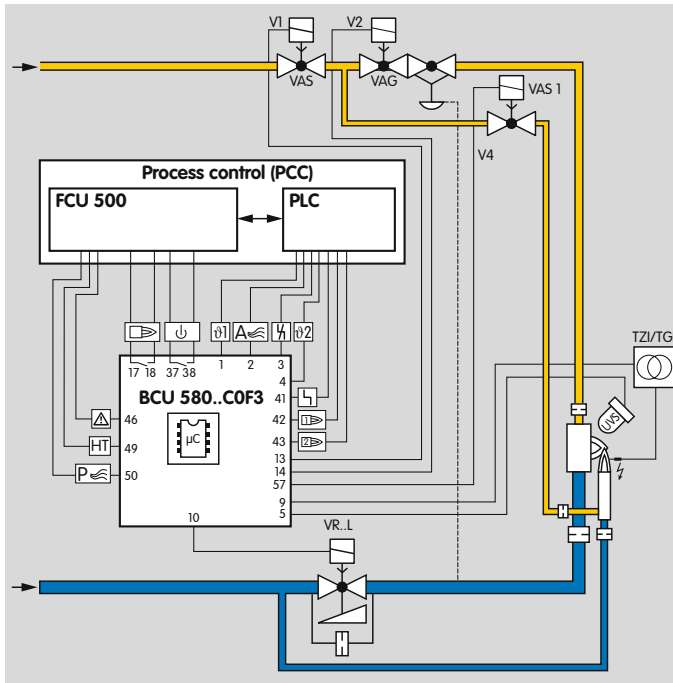 V1
V2
VAS
VAG
VAS 1
V4
Process control (PCC)
FCU 500
PLC
ϑ1
A
ϑ2
TZI/TG
17 18
37 38
1
2
3
BCU 580..C0F3
4
41
µC
46
42
1
HT
49
43
2
P
50
13
14
57
9
5
10
UVS
VR..L